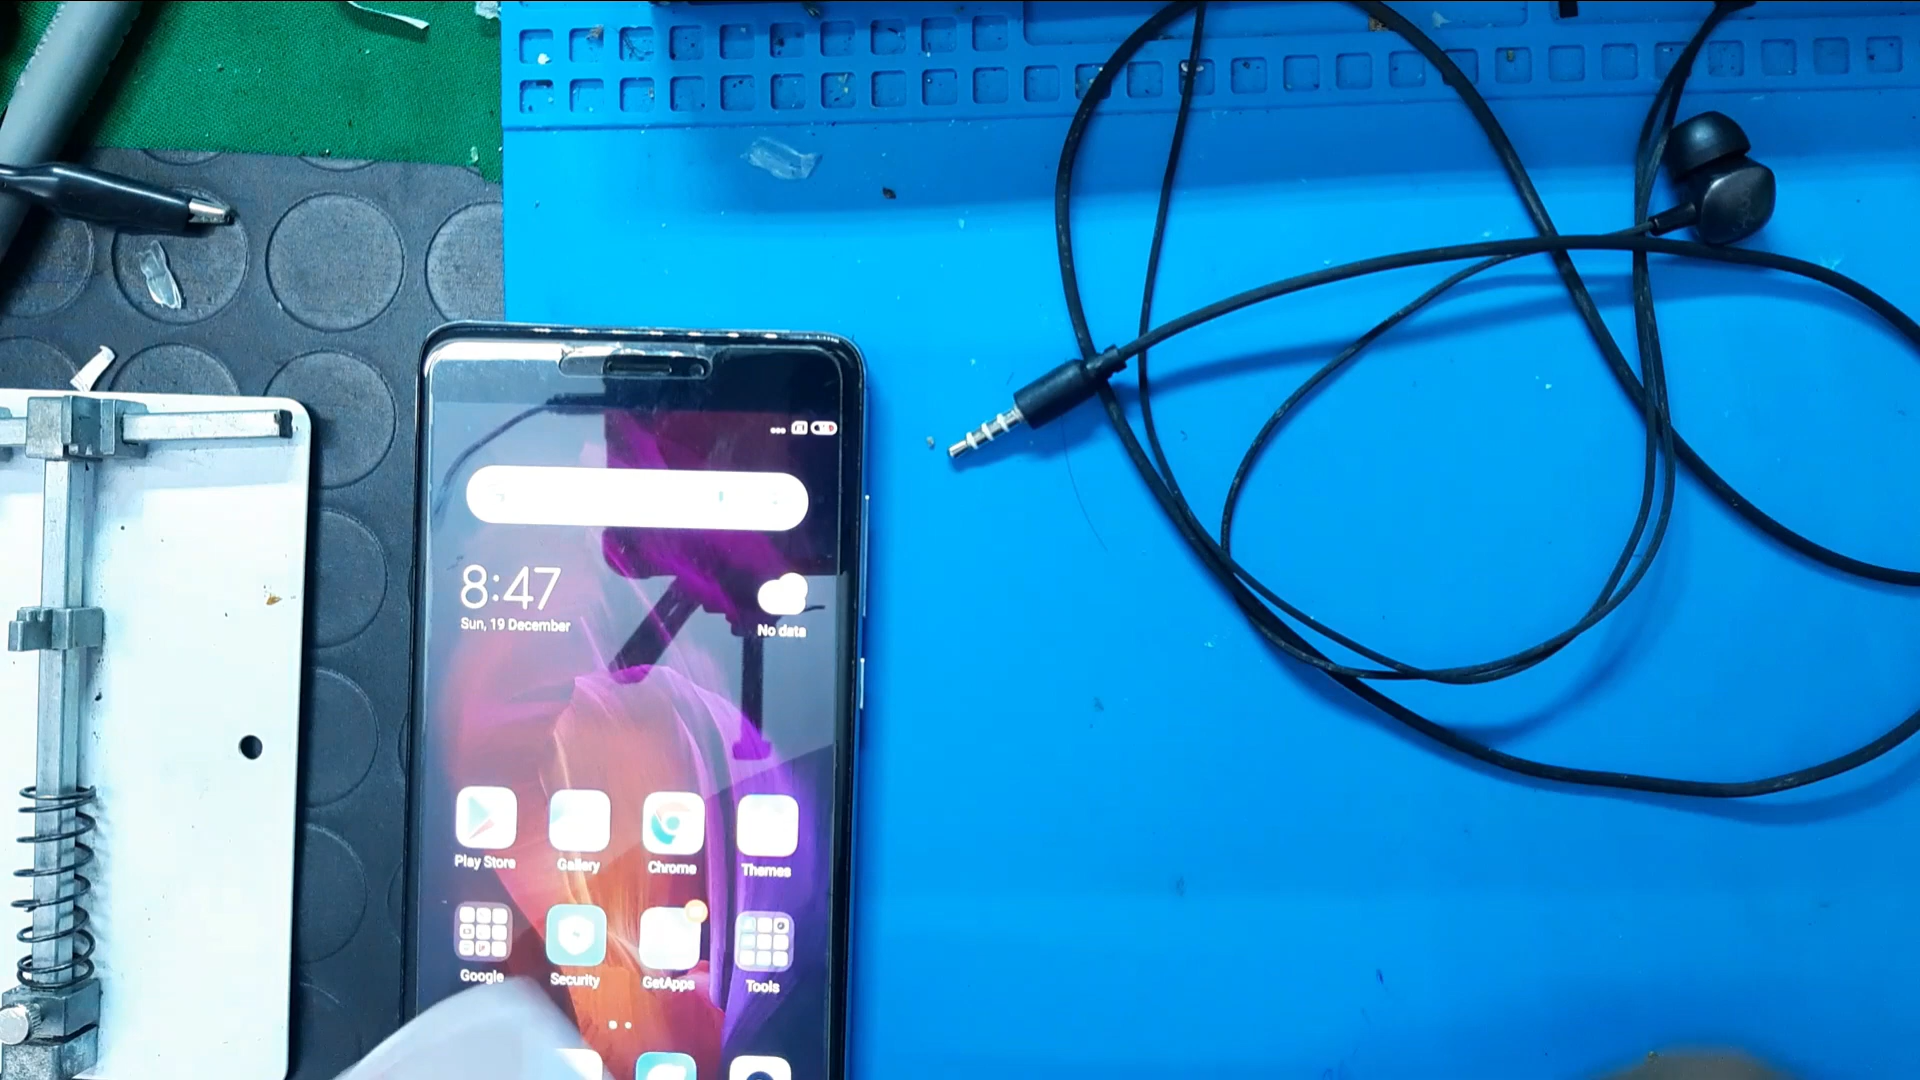 8:47
Sun, 19 December
No data
Play Store
Gallery
Chrome
Themes
Google
Security
GetApps
Tools